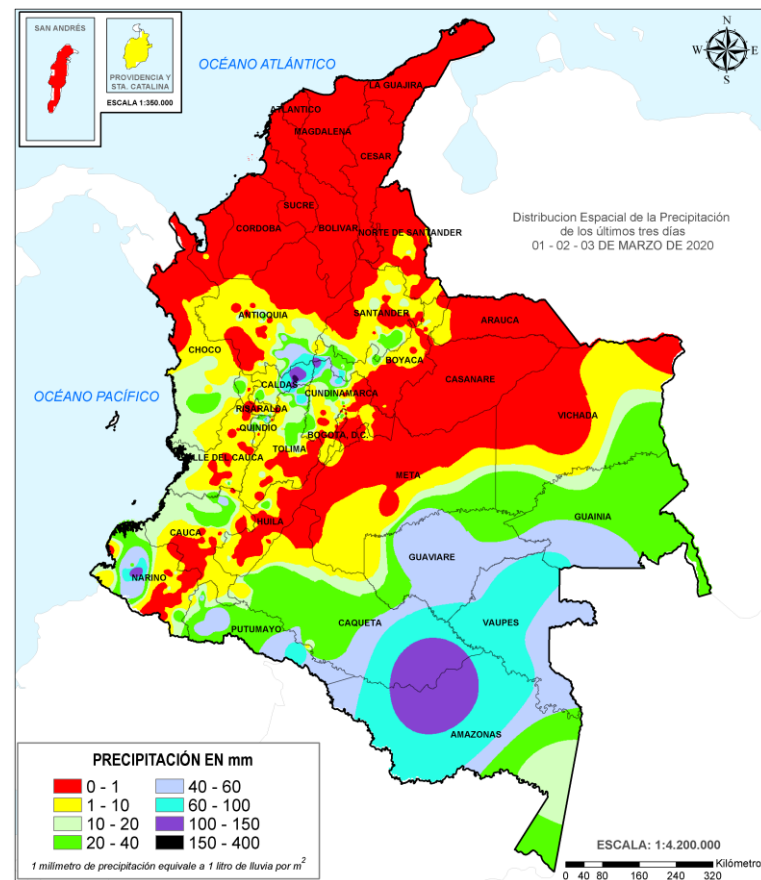 SAN ANDRÉS
PROVIDENCIA Y
STA. CATALINA
ESCALA 1:350.000
OCÉANO ATLÁNTICO
N
W
E
S
LA GUAJIRA
ATLANTICO
MAGDALENA
CESAR
SUCRE
CORDOBA
BOLIVAR
NORTE DE SANTANDER
Distribucion Espacial de la Precipitación
de los últimos tres días
01 - 02 - 03 DE MARZO DE 2020
ANTIOQUIA
SANTANDER
ARAUCA
CHOCO
BOYACA
OCÉANO PACÍFICO
CALDAS
CUNDINAMARCA
CASANARE
RISARALDA
VICHADA
QUINDIO
BOGOTA, D.C.
TOLIMA
VALLE DEL CAUCA
META
HUILA
GUAINIA
CAUCA
GUAVIARE
NARIÑO
PUTUMAYO
CAQUETA
VAUPES
AMAZONAS
PRECIPITACIÓN EN mm
0 - 1
40 - 60
1 - 10
60 - 100
10 - 20
100 - 150
20 - 40
150 - 400
1 milímetro de precipitación equivale a 1 litro de lluvia por m2
ESCALA: 1:4.200.000
Kilómetro
0 40 80 160 240 320